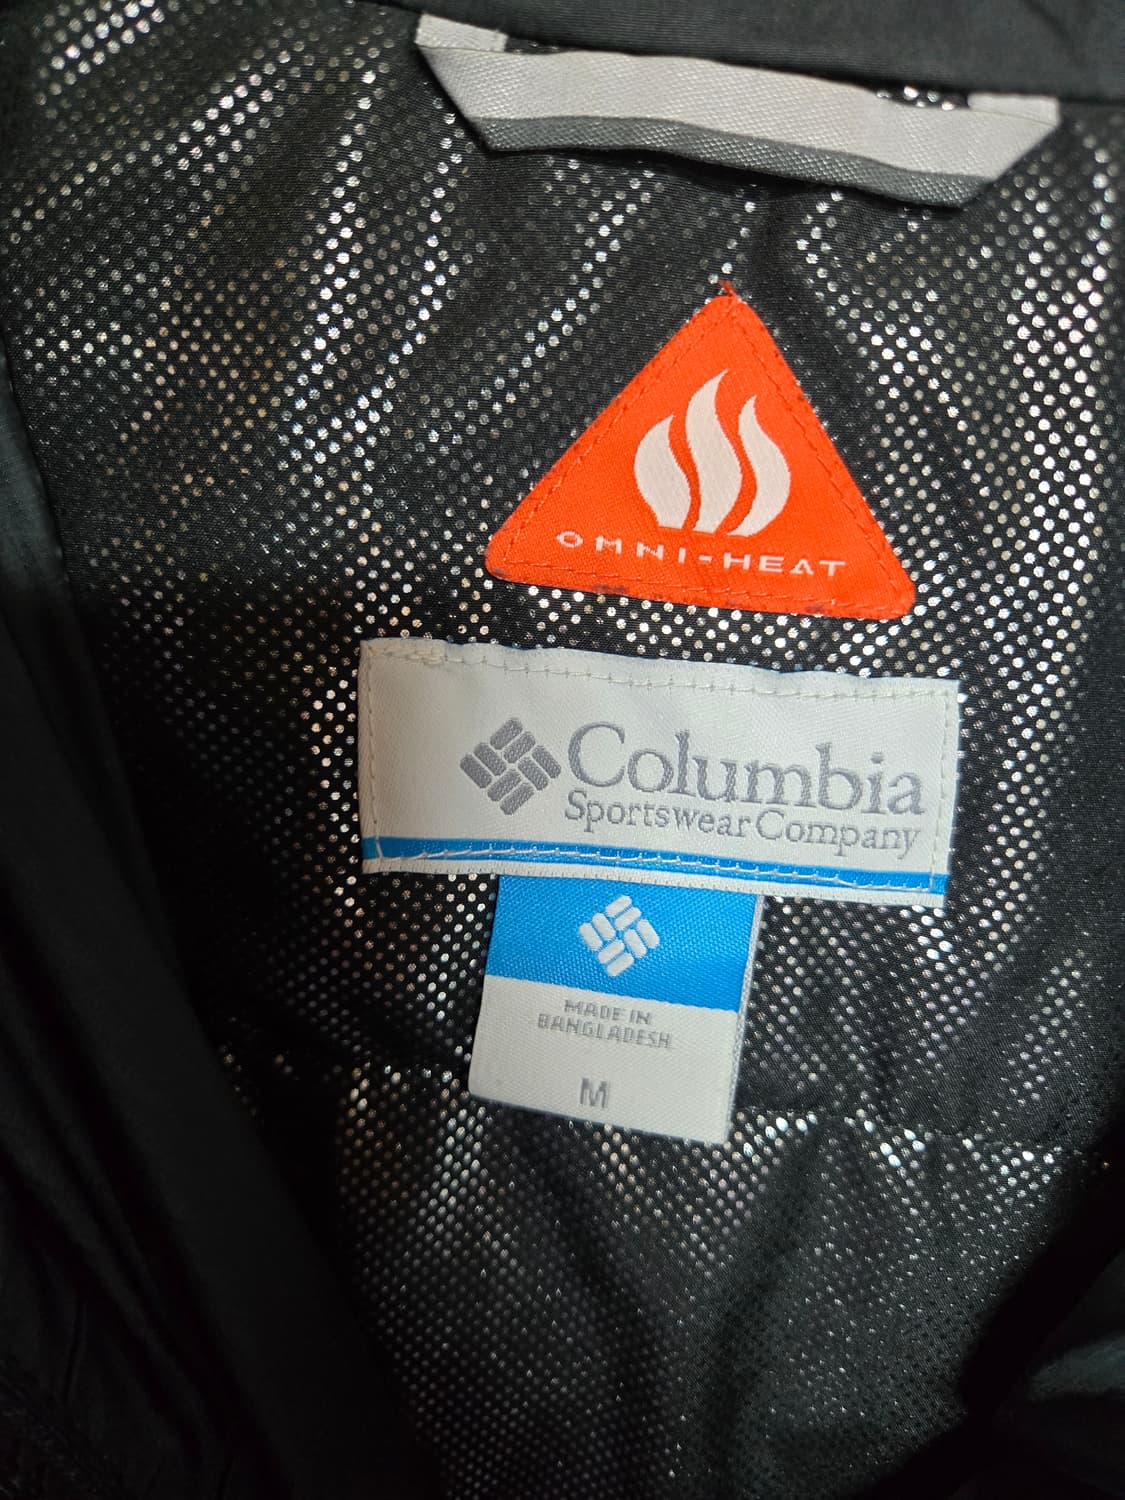 OMNI-HEAT
Columbia
Sportswear Company
MADE IN
BANGLADESH
M